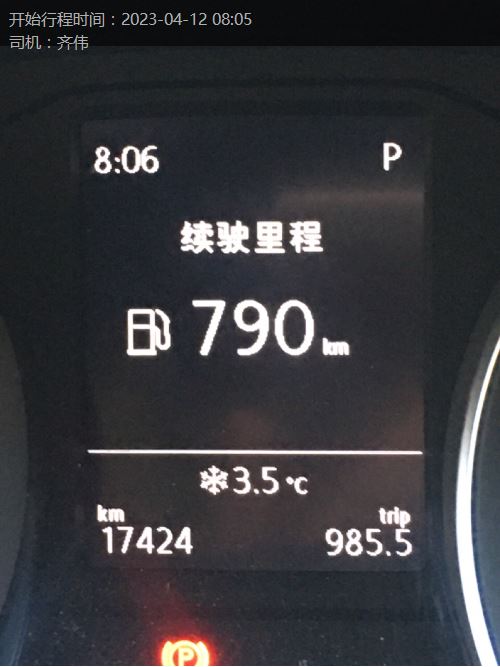 开始行程时间：2023-04-12 08:05
司机：齐伟
8:06 P
续驶里程
790 km
3.5 ℃
km trip
17424 985.5
P